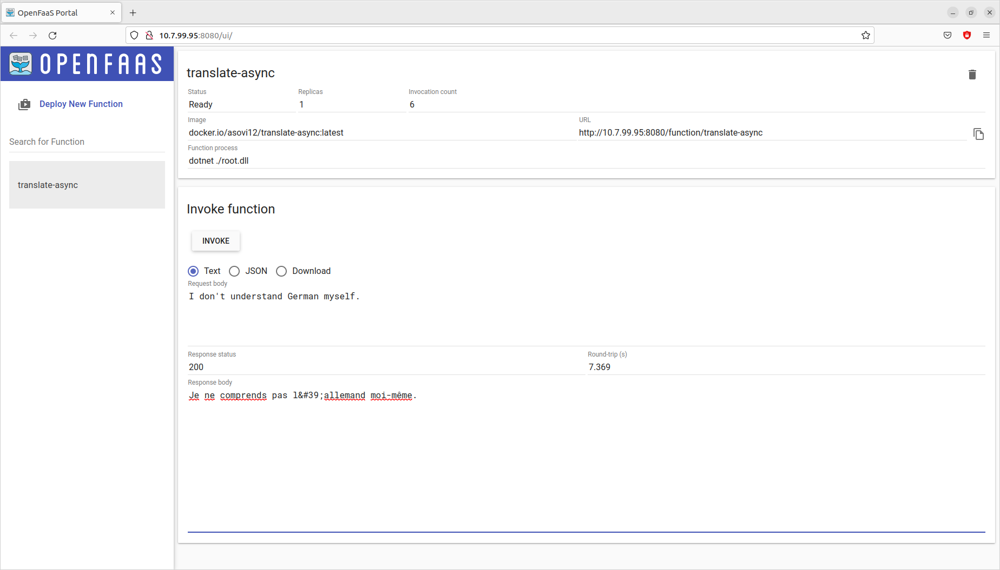 OpenFaaS Portal
10.7.99.95:8080/ui/
OPENFAAS
Deploy New Function
Search for Function
translate-async
translate-async
Status
Replicas
Invocation count
Ready
1
6
Image
URL
docker.io/asovi12/translate-async:latest
http://10.7.99.95:8080/function/translate-async
Function process
dotnet ./root.dll
Invoke function
INVOKE
Text
JSON
Download
Request body
I don't understand German myself.
Response status
Round-trip (s)
200
7.369
Response body
Je ne comprends pas l&#39;allemand moi-même.